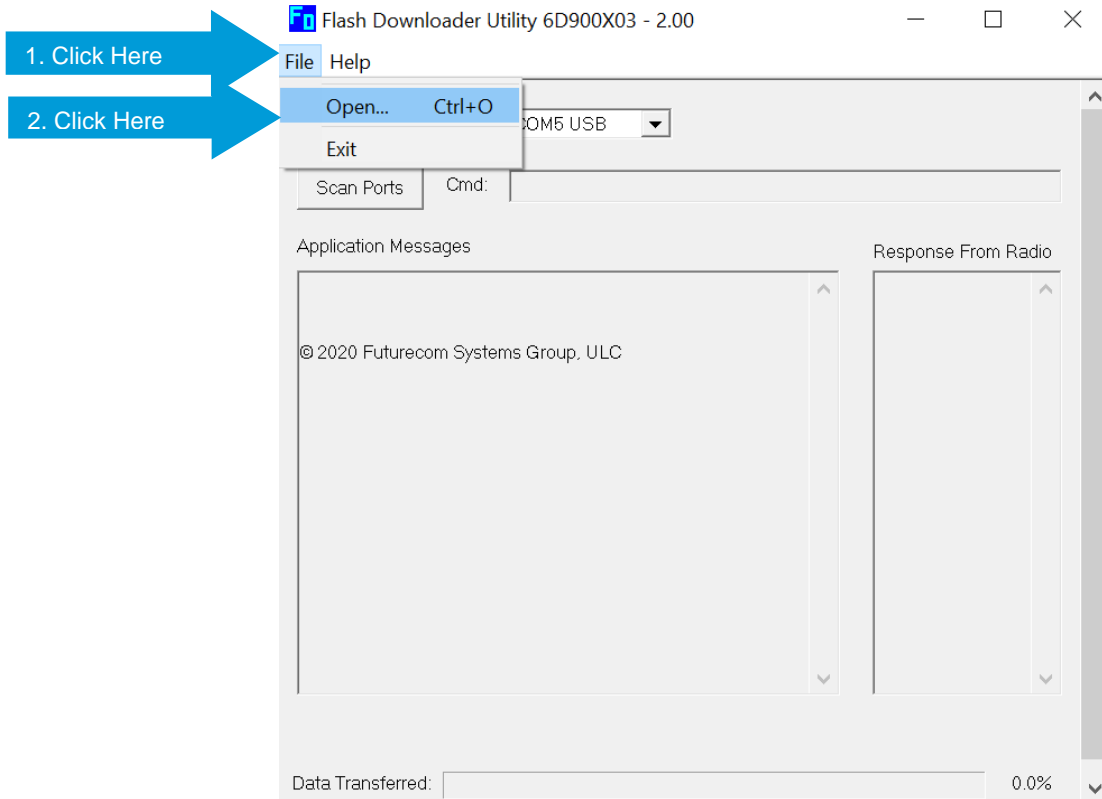 Flash Downloader Utility 6D900X03 - 2.00
1. Click Here
File Help
2. Click Here
Open... Ctrl+O
COM5 USB
Exit
Scan Ports Cmd:
Application Messages
Response From Radio
© 2020 Futurecom Systems Group, ULC
Data Transferred: 0.0%